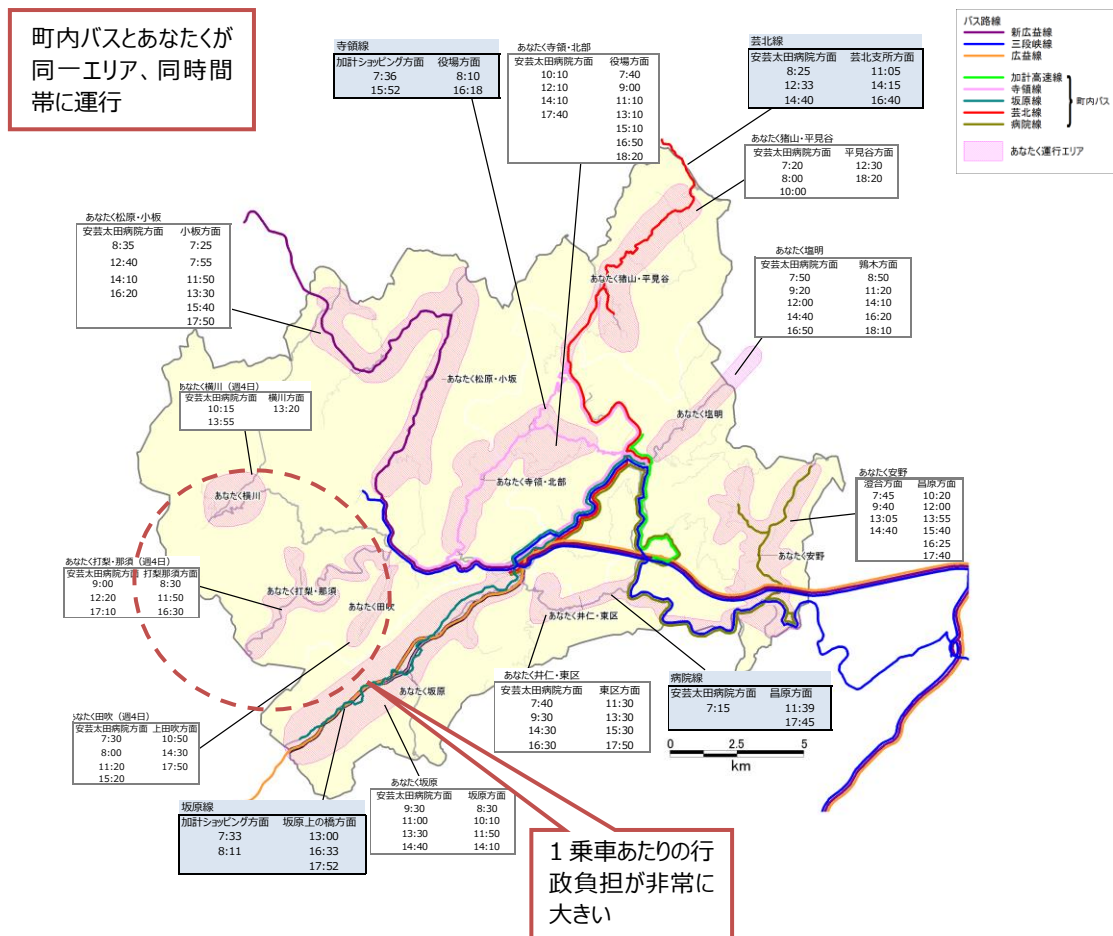 町内バスとあなたくが
同一エリア、同時間
帯に運行
寺領線
加計ショッピング方面 役場方面
7:36 8:10
15:52 16:18
あなたく寺領・北部
安芸太田病院方面 役場方面
10:10 7:40
12:10 9:00
14:10 11:10
17:40 13:10
15:10
16:50
18:20
芸北線
安芸太田病院方面 芸北支所方面
8:25 11:05
12:33 14:15
14:40 16:40
バス路線
新広益線
三段峡線
広益線
加計高速線
寺領線
坂原線
芸北線
病院線
町内バス
あなたく運行エリア
あなたく猪山・平見谷
安芸太田病院方面 平見谷方面
7:20 12:30
8:00 18:20
10:00
あなたく松原・小板
安芸太田病院方面 小板方面
8:35 7:25
12:40 7:55
14:10 11:50
16:20 13:30
15:40
17:50
あなたく塩明
安芸太田病院方面 鶉木方面
7:50 8:50
9:20 11:20
12:00 14:10
14:40 16:20
16:50 18:10
あなたく猪山・平見谷
あなたく松原・小坂
あなたく塩明
あなたく横川（週4日）
安芸太田病院方面 横川方面
10:15 13:20
13:55
あなたく横川
あなたく寺領・北部
あなたく安野
澄合方面 昌原方面
7:45 10:20
9:40 12:00
13:05 13:55
14:40 15:40
16:25
17:40
あなたく安野
あなたく打梨・那須（週4日）
安芸太田病院方面 打梨那須方面
9:00 8:30
12:20 11:50
17:10 16:30
あなたく打梨・那須
あなたく田吹
あなたく井仁・東区
あなたく坂原
あなたく井仁・東区
安芸太田病院方面 東区方面
7:40 11:30
9:30 13:30
14:30 15:30
16:30 17:50
病院線
安芸太田病院方面 昌原方面
7:15 11:39
17:45
0 2.5 5
km
なたく田吹（週4日）
安芸太田病院方面 上田吹方面
7:30 10:50
8:00 14:30
11:20 17:50
15:20
坂原線
加計ショッピング方面 坂原上の橋方面
7:33 13:00
8:11 16:33
17:52
あなたく坂原
安芸太田病院方面 坂原方面
9:30 8:30
11:00 10:10
13:30 11:50
14:40 14:10
1 乗車あたりの行
政負担が非常に
大きい